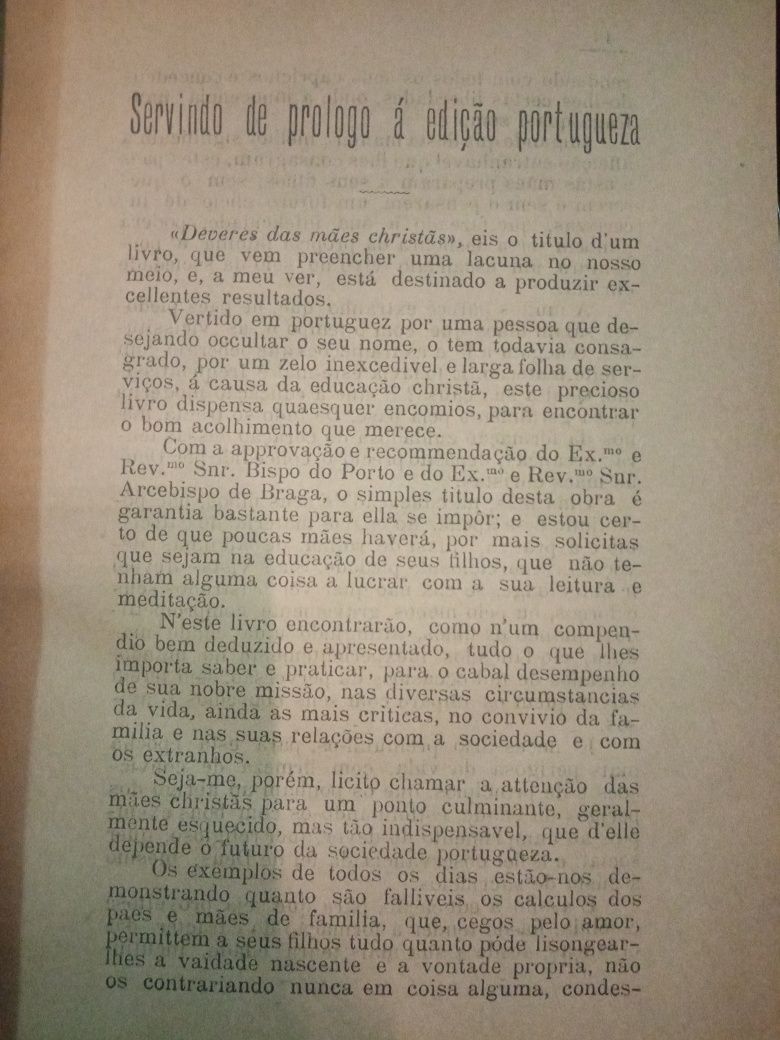 Servindo de prologo á edição portugueza
«Deveres das mães christãs», eis o titulo d'um
livro, que vem preencher uma lacuna no nosso
meio, e, a meu ver, está destinado a produzir ex-
cellentes resultados.
Vertido em portuguez por uma pessoa que de-
sejando occultar o seu nome, o tem todavia consa-
grado, por um zelo inexcedivel e larga folha de ser-
viços, á causa da educação christã, este precioso
livro dispensa quaesquer encomios, para encontrar
o bom acolhimento que merece.
Com a approvação e recommendação do Ex.mo e
Rev.mo Snr. Bispo do Porto e do Ex.mo e Rev.mo Snr.
Arcebispo de Braga, o simples titulo desta obra é
garantia bastante para ella se impôr; e estou cer-
to de que poucas mães haverá, por mais solicitas
que sejam na educação de seus filhos, que não te-
nham alguma coisa a lucrar com a sua leitura e
meditação.
N'este livro encontrarão, como n'um compen-
dio bem deduzido e apresentado, tudo o que lhes
importa saber e praticar, para o cabal desempenho
de sua nobre missão, nas diversas circumstancias
da vida, ainda as mais criticas, no convivio da fa-
milia e nas suas relações com a sociedade e com
os extranhos.
Seja-me, porém, licito chamar a attenção das
mães christãs para um ponto culminante, geral-
mente esquecido, mas tão indispensavel, que d'elle
depende o futuro da sociedade portugueza.
Os exemplos de todos os dias estão-nos de-
monstrando quanto são falliveis os calculos dos
paes e mães de familia, que, cegos pelo amor,
permittem a seus filhos tudo quanto póde lisongear-
lhes a vaidade nascente e a vontade propria, não
os contrariando nunca em coisa alguma, condes-